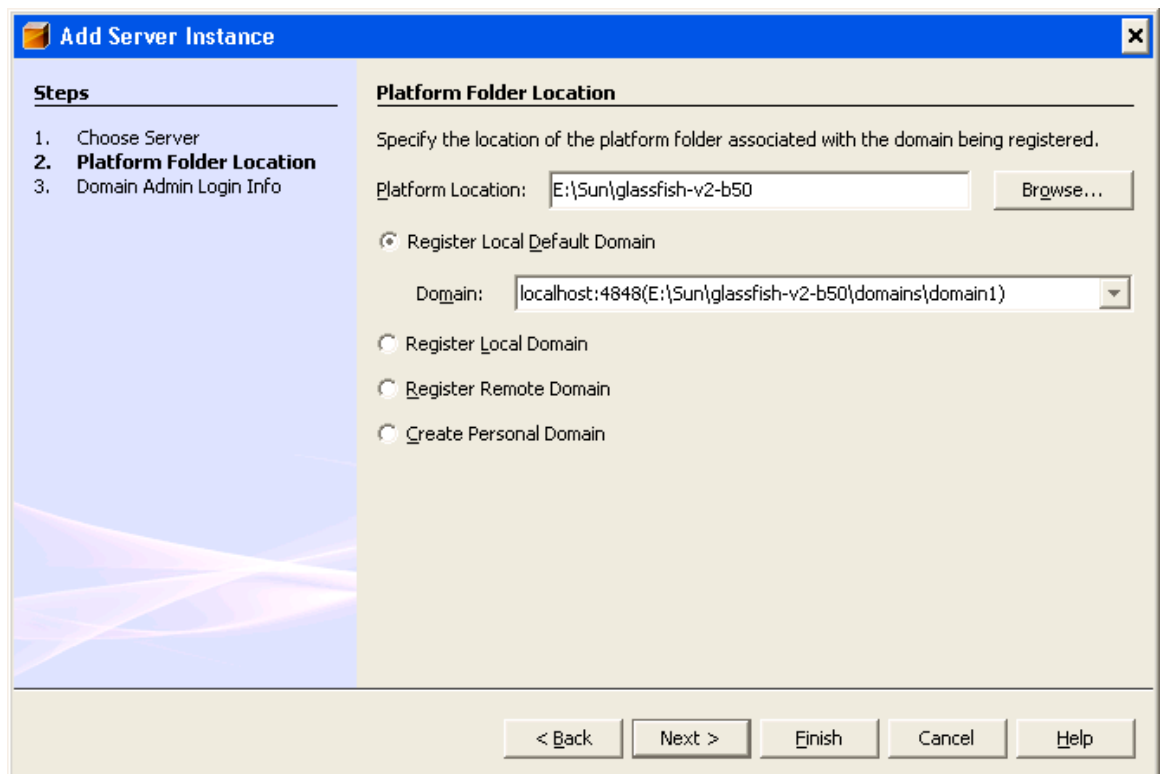 Add Server Instance
Steps
1. Choose Server
2. Platform Folder Location
3. Domain Admin Login Info
Platform Folder Location
Specify the location of the platform folder associated with the domain being registered.
Platform Location: E:\Sun\glassfish-v2-b50 Browse...
Register Local Default Domain
Domain: localhost:4848(E:\Sun\glassfish-v2-b50\domains\domain1)
Register Local Domain
Register Remote Domain
Create Personal Domain
< Back Next > Finish Cancel Help